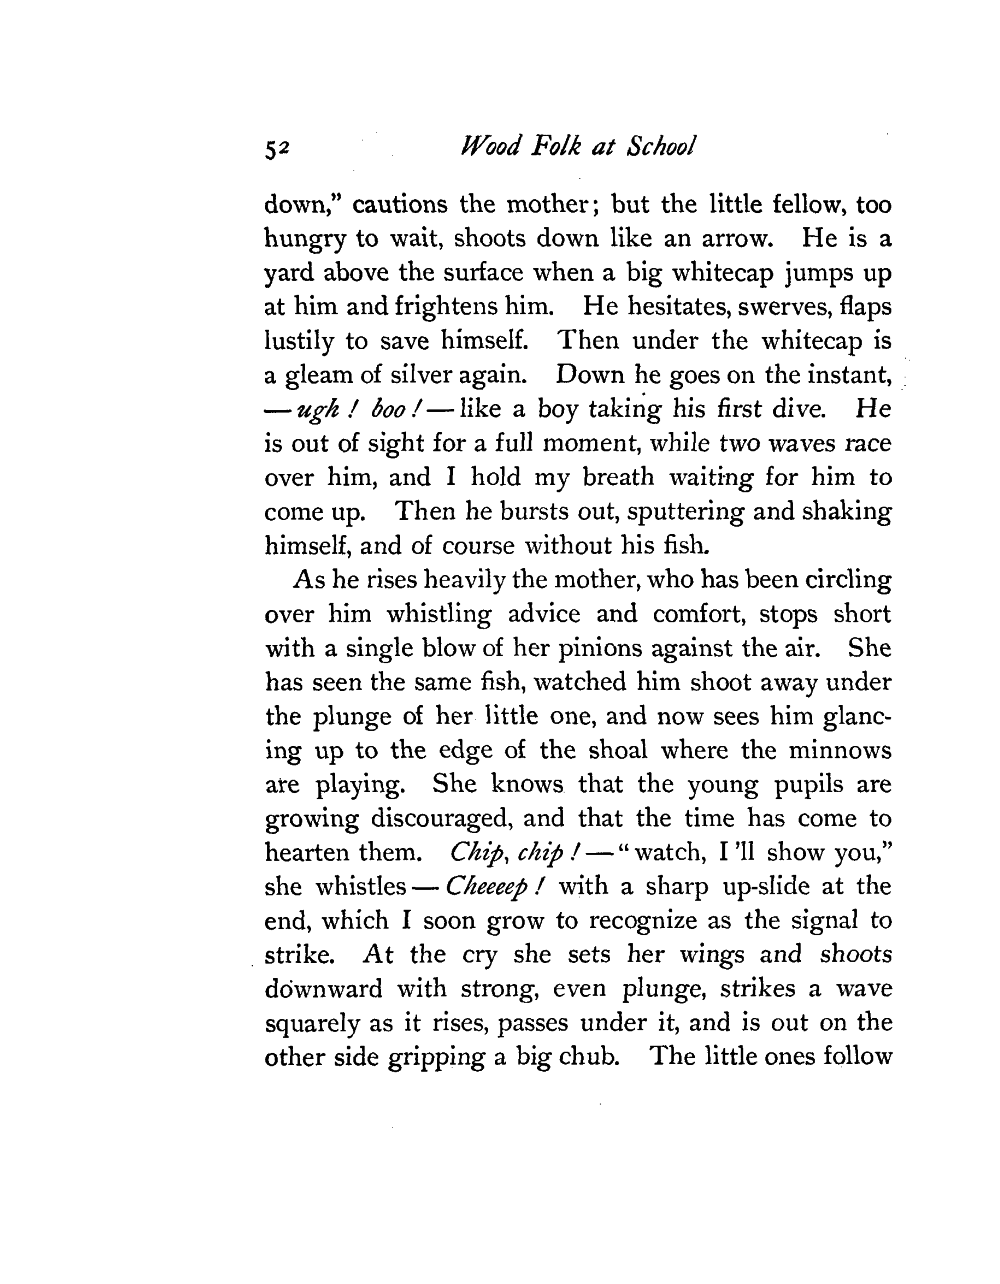 52 Wood Folk at School
down,” cautions the mother; but the little fellow, too
hungry to wait, shoots down like an arrow. He is a
yard above the surface when a big whitecap jumps up
at him and frightens him. He hesitates, swerves, flaps
lustily to save himself. Then under the whitecap is
a gleam of silver again. Down he goes on the instant,
— ugh ! boo ! — like a boy taking his first dive. He
is out of sight for a full moment, while two waves race
over him, and I hold my breath waiting for him to
come up. Then he bursts out, sputtering and shaking
himself, and of course without his fish.
As he rises heavily the mother, who has been circling
over him whistling advice and comfort, stops short
with a single blow of her pinions against the air. She
has seen the same fish, watched him shoot away under
the plunge of her little one, and now sees him glanc-
ing up to the edge of the shoal where the minnows
are playing. She knows that the young pupils are
growing discouraged, and that the time has come to
hearten them. Chip, chip ! — “ watch, I ’ll show you,”
she whistles — Cheeeep ! with a sharp up-slide at the
end, which I soon grow to recognize as the signal to
strike. At the cry she sets her wings and shoots
downward with strong, even plunge, strikes a wave
squarely as it rises, passes under it, and is out on the
other side gripping a big chub. The little ones follow